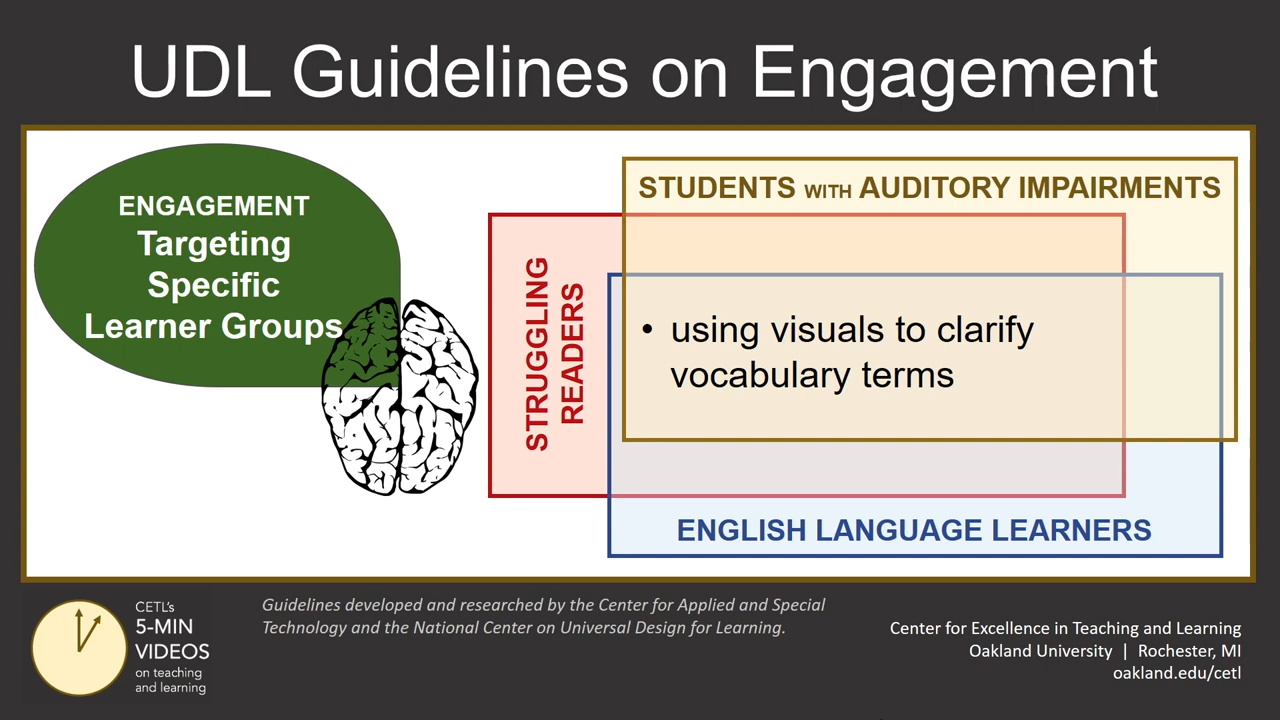 UDL Guidelines on Engagement
ENGAGEMENT
Targeting
Specific
Learner Groups
STUDENTS WITH AUDITORY IMPAIRMENTS
STRUGGLING
READERS
• using visuals to clarify
vocabulary terms
ENGLISH LANGUAGE LEARNERS
CETL's
5-MIN
VIDEOS
on teaching
and learning
Guidelines developed and researched by the Center for Applied and Special
Technology and the National Center on Universal Design for Learning.
Center for Excellence in Teaching and Learning
Oakland University | Rochester, MI
oakland.edu/cetl